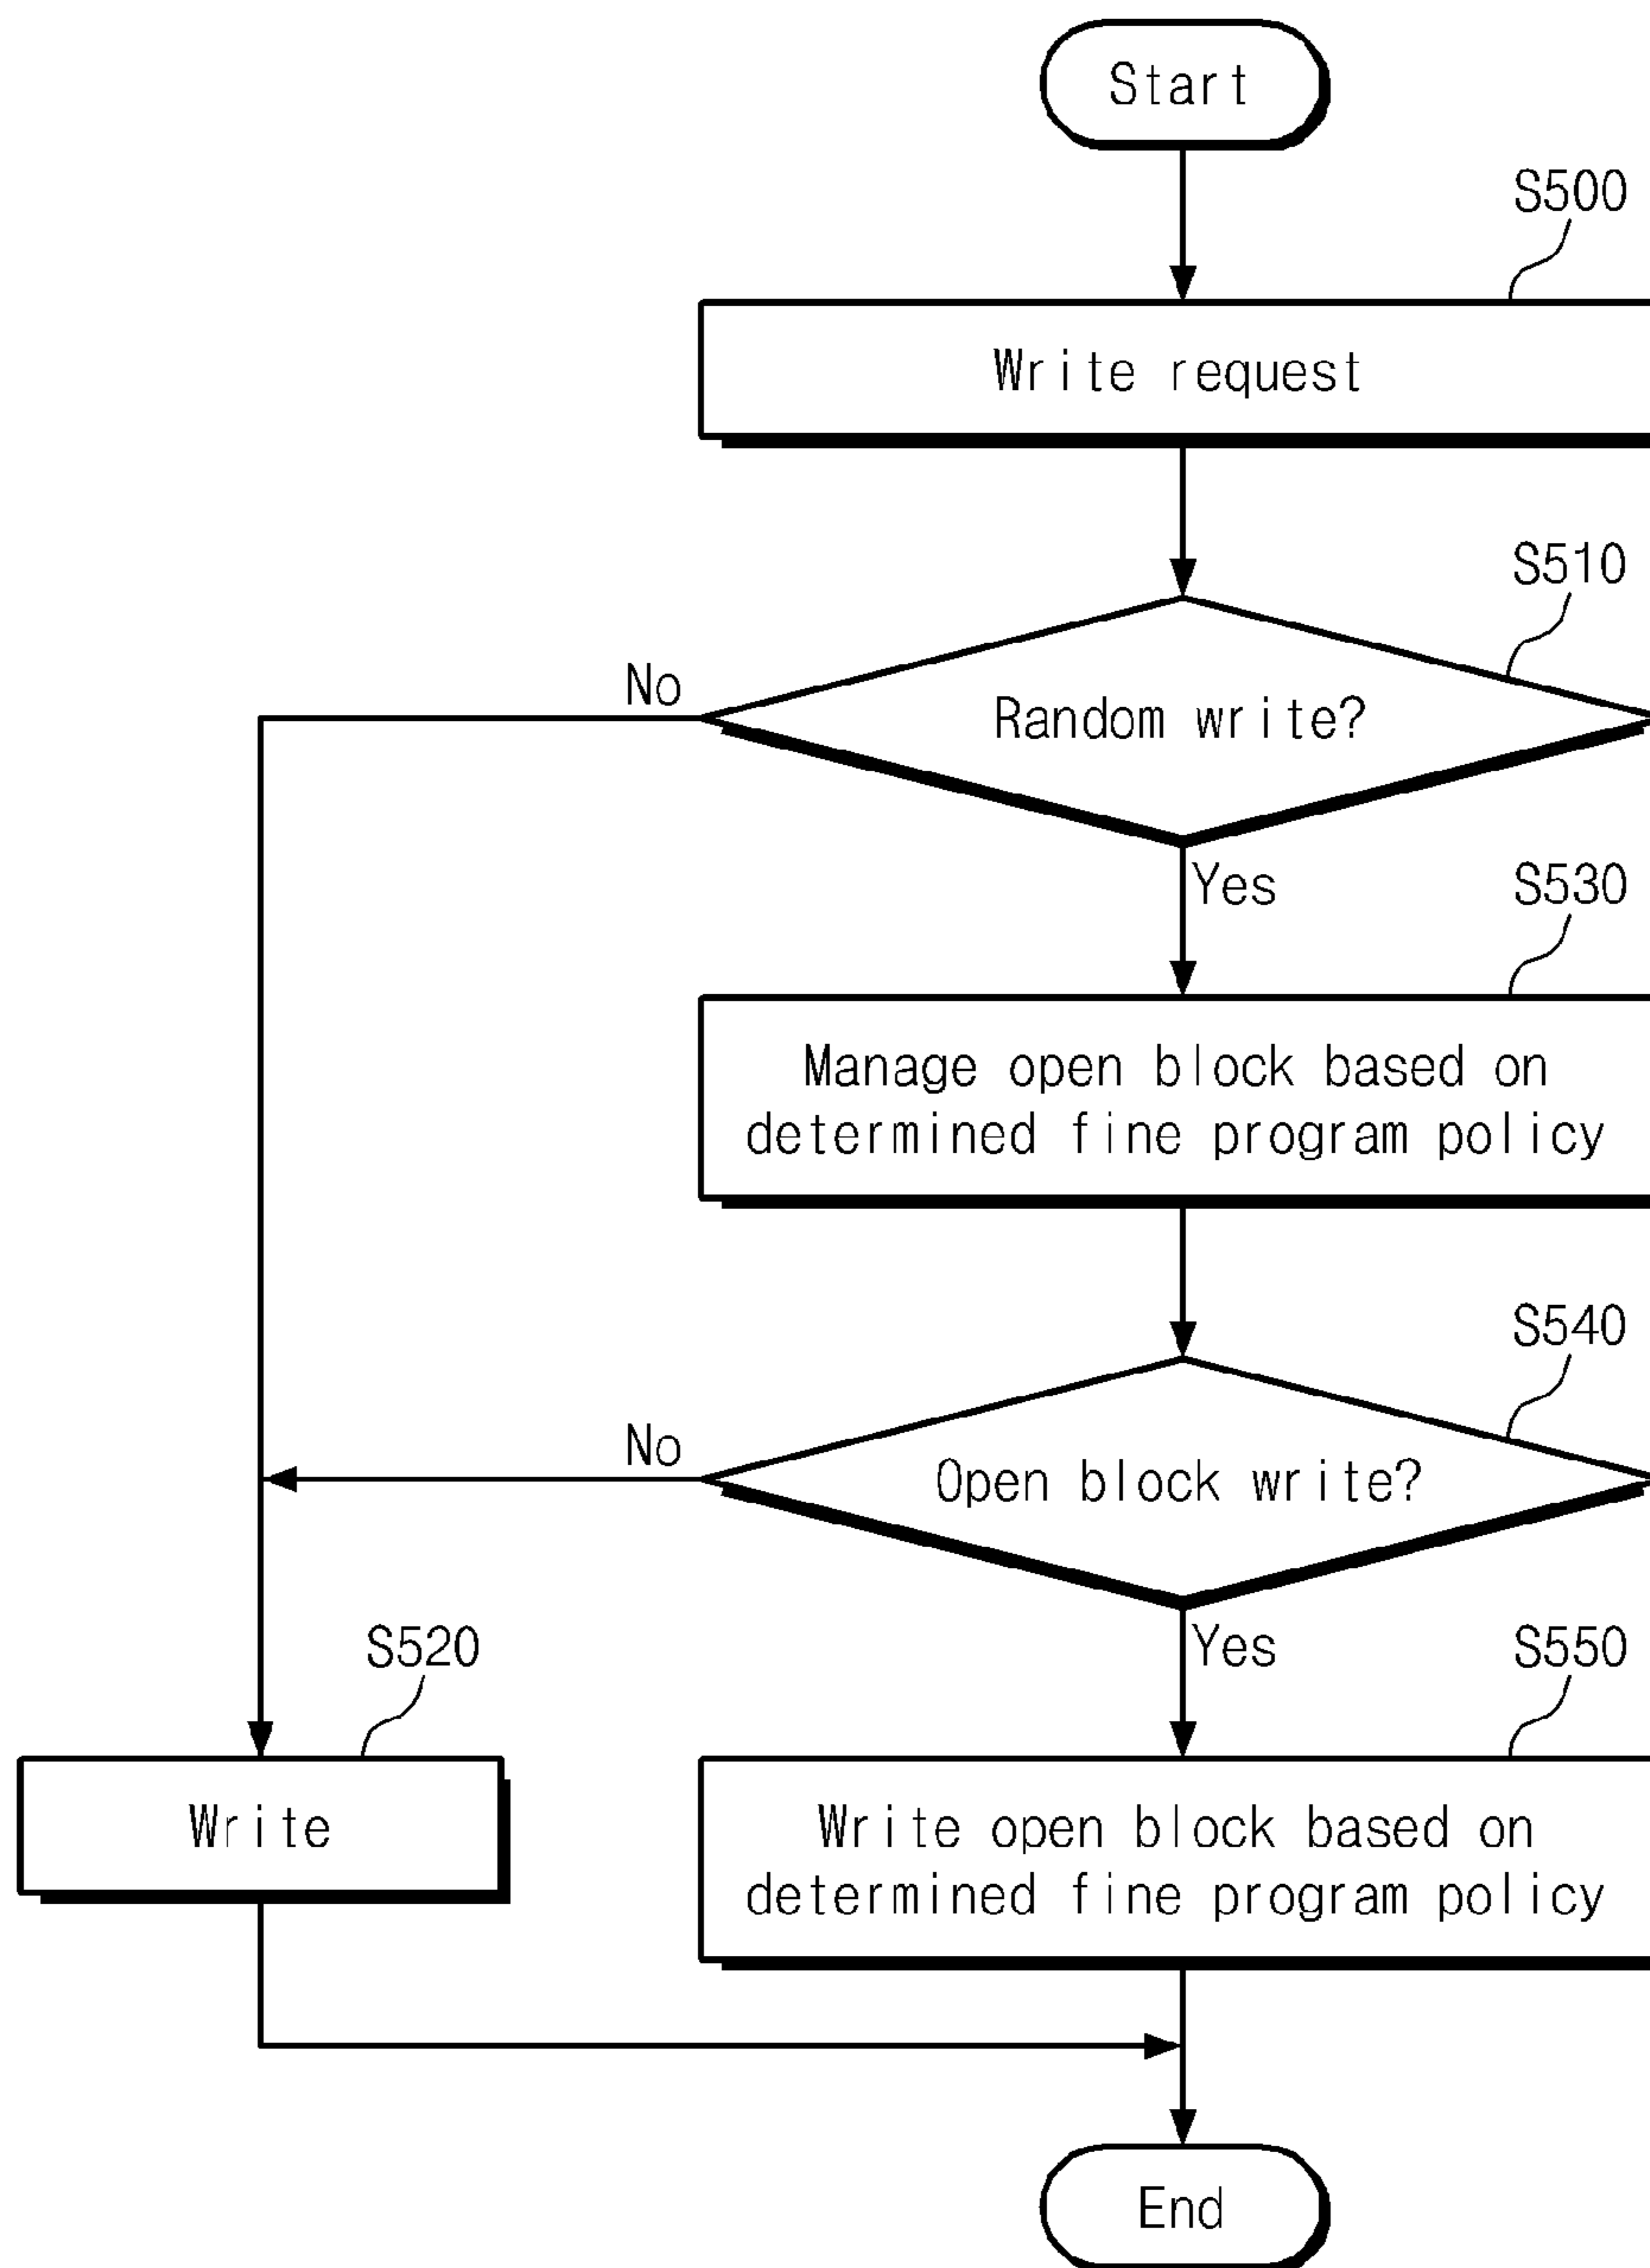 Start
S500
Write request
S510
No
Random write?
Yes
S530
Manage open block based on
determined fine program policy
S540
No
Open block write?
Yes
S520
S550
Write
Write open block based on
determined fine program policy
End